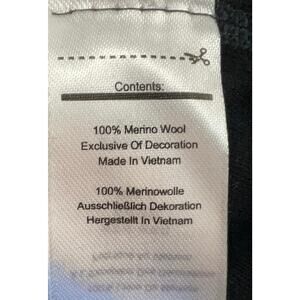 Contents:
100% Merino Wool
Exclusive Of Decoration
Made In Vietnam
100% Merinowolle
Ausschließlich Dekoration
Hergestellt In Vietnam